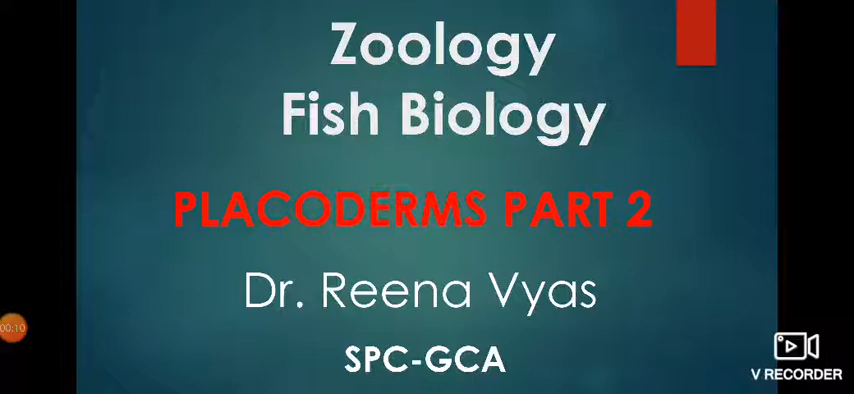 Zoology
Fish Biology
PLACODERMS PART 2
Dr. Reena Vyas
00:10
SPC-GCA
V RECORDER